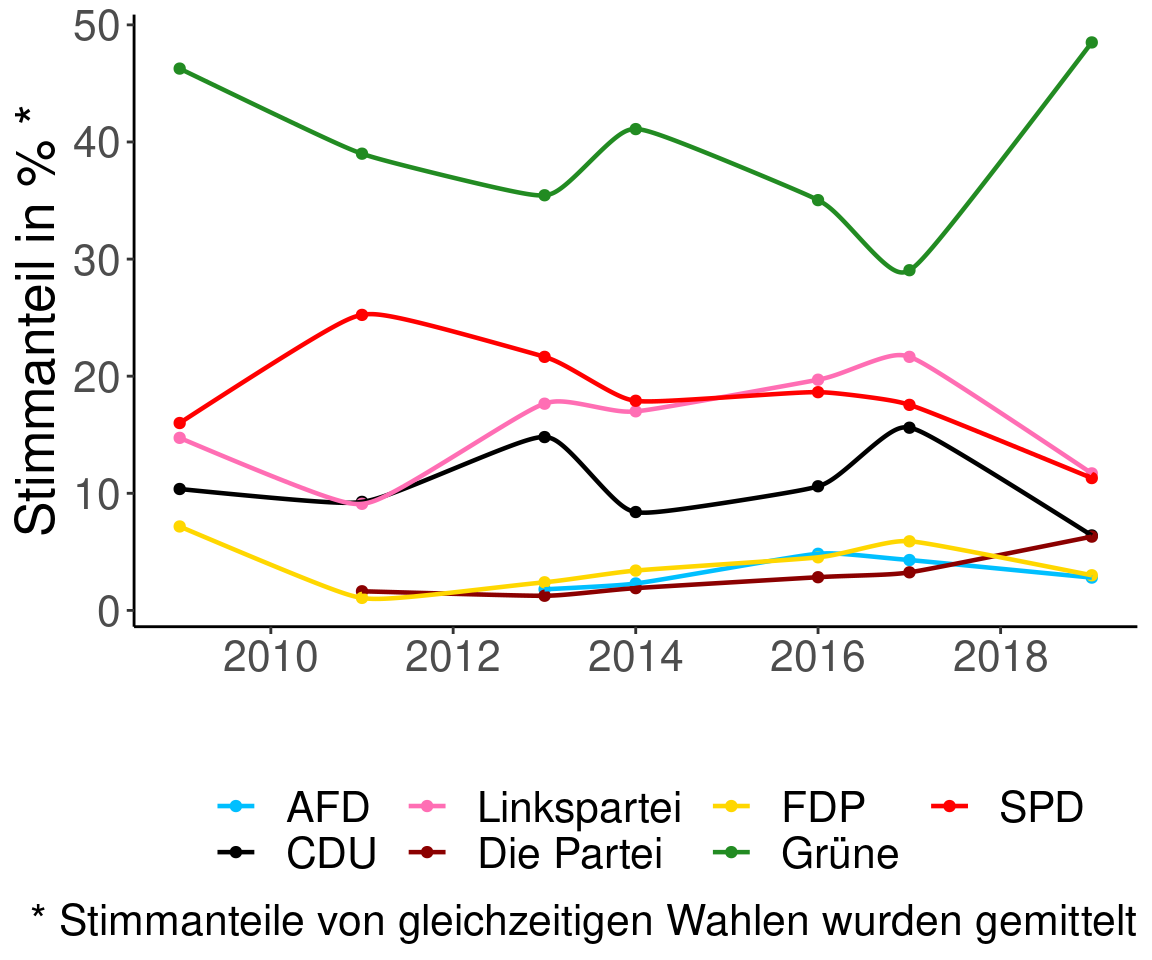 Stimmanteil in % *
50
40
30
20
10
0
2010 2012 2014 2016 2018
AFD Linkspartei FDP SPD
CDU Die Partei Grüne
* Stimmanteile von gleichzeitigen Wahlen wurden gemittelt